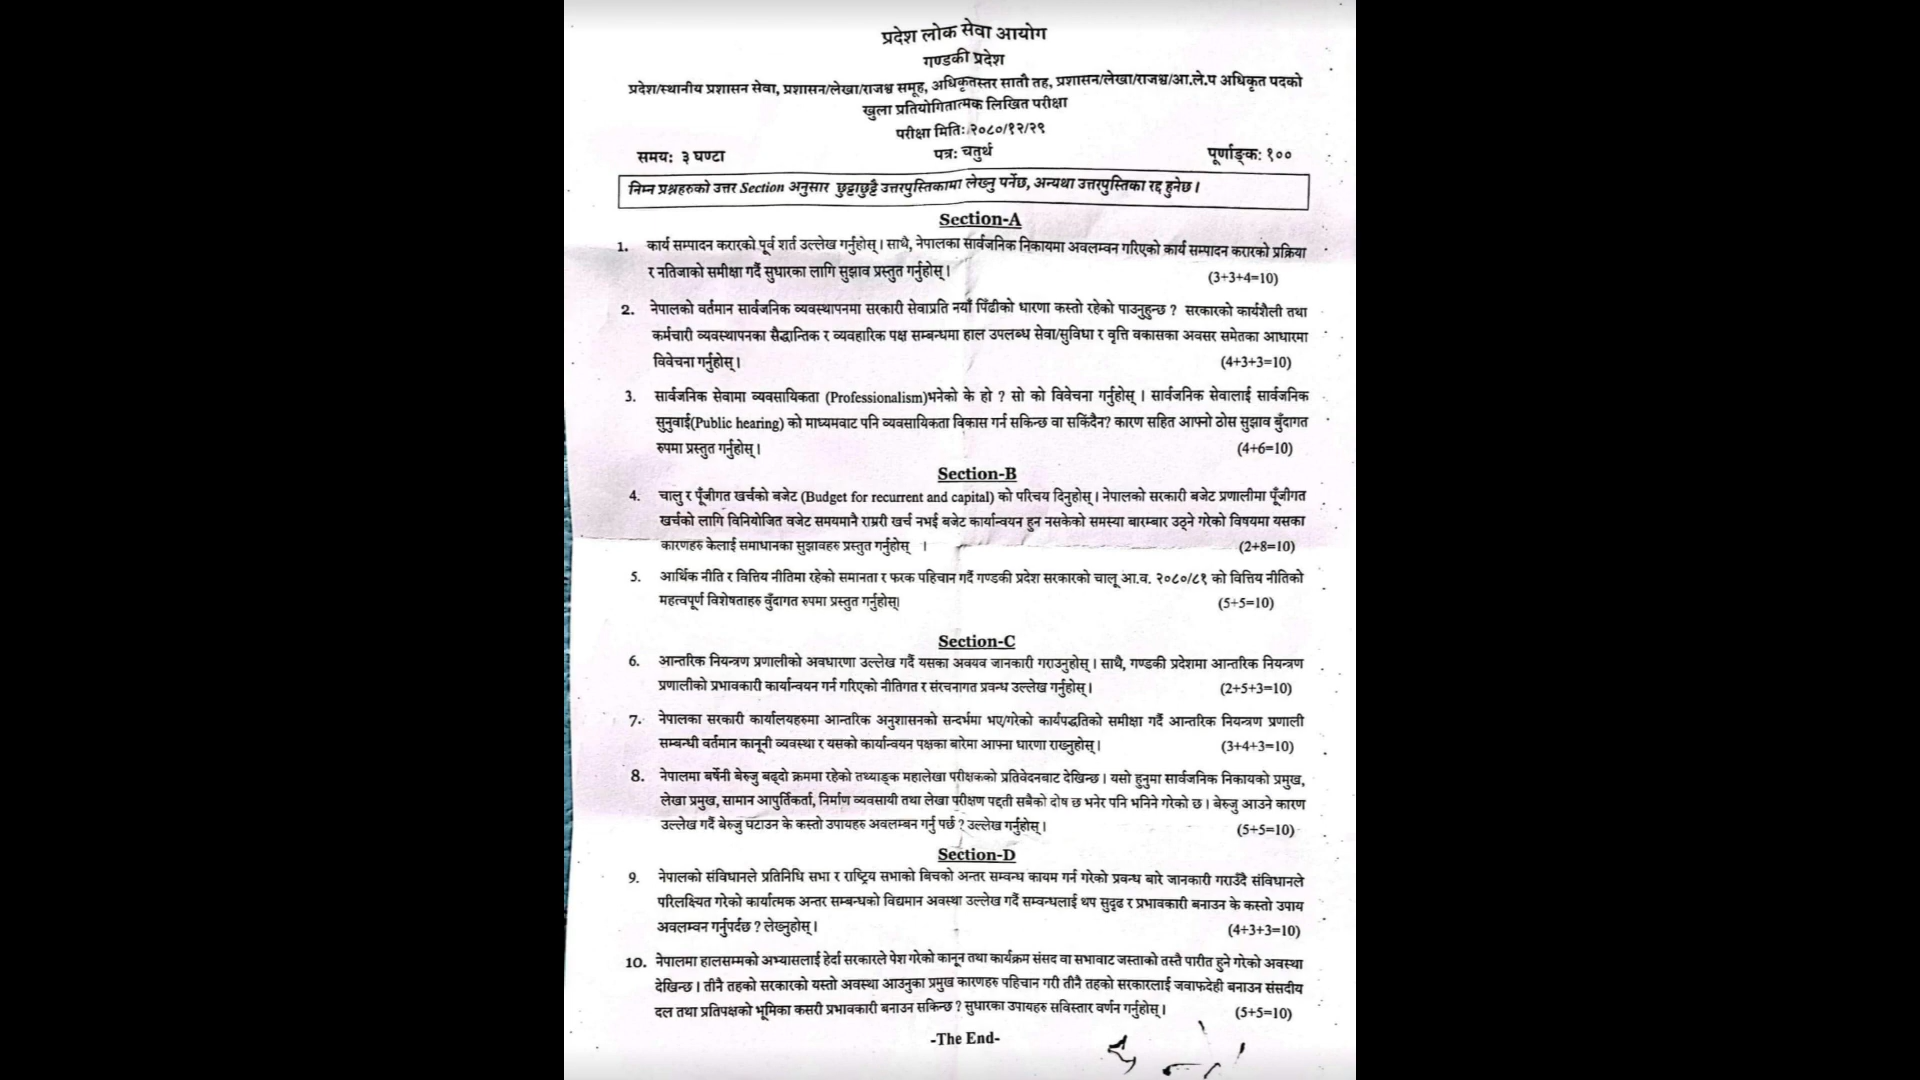 प्रदेश लोक सेवा आयोग
गण्डकी प्रदेश
प्रदेश/स्थानीय प्रशासन सेवा, प्रशासन/लेखा/राजश्व समूह, अधिकृतस्तर सातौ तह, प्रशासन/लेखा/राजश्व/आ.ले.प अधिकृत पदको
खुला प्रतियोगितात्मक लिखित परीक्षा
परीक्षा मितिः २०८०/१२/२९
समय: ३ घण्टा पत्र: चतुर्थ पूर्णाङ्क: १००
निम्न प्रश्नहरुको उत्तर Section अनुसार छुट्टाछुट्टै उत्तरपुस्तिकामा लेख्नु पर्नेछ, अन्यथा उत्तरपुस्तिका रद्द हुनेछ ।
Section-A
1. कार्य सम्पादन करारको पूर्व शर्त उल्लेख गर्नुहोस् । साथै, नेपालका सार्वजनिक निकायमा अवलम्वन गरिएको कार्य सम्पादन करारको प्रक्रिया
र नतिजाको समीक्षा गर्दै सुधारका लागि सुझाव प्रस्तुत गर्नुहोस् । (3+3+4=10)
2. नेपालको वर्तमान सार्वजनिक व्यवस्थापनमा सरकारी सेवाप्रति नयाँ पिँढीको धारणा कस्तो रहेको पाउनुहुन्छ ? सरकारको कार्यशैली तथा
कर्मचारी व्यवस्थापनका सैद्धान्तिक र व्यवहारिक पक्ष सम्बन्धमा हाल उपलब्ध सेवा/सुविधा र वृत्ति वकासका अवसर समेतका आधारमा
विवेचना गर्नुहोस् । (4+3+3=10)
3. सार्वजनिक सेवामा व्यवसायिकता (Professionalism)भनेको के हो ? सो को विवेचना गर्नुहोस् । सार्वजनिक सेवालाई सार्वजनिक
सुनुवाई(Public hearing) को माध्यमवाट पनि व्यवसायिकता विकास गर्न सकिन्छ वा सकिंदैन? कारण सहित आफ्नो ठोस सुझाव बुँदागत
रुपमा प्रस्तुत गर्नुहोस् । (4+6=10)
Section-B
4. चालु र पूँजीगत खर्चको बजेट (Budget for recurrent and capital) को परिचय दिनुहोस् । नेपालको सरकारी बजेट प्रणालीमा पूँजीगत
खर्चको लागि विनियोजित वजेट समयमानै राम्ररी खर्च नभई बजेट कार्यान्वयन हुन नसकेको समस्या बारम्बार उठ्ने गरेको विषयमा यसका
कारणहरु केलाई समाधानका सुझावहरु प्रस्तुत गर्नुहोस् । (2+8=10)
5. आर्थिक नीति र वित्तिय नीतिमा रहेको समानता र फरक पहिचान गर्दै गण्डकी प्रदेश सरकारको चालू आ.व. २०८०/८१ को वित्तिय नीतिको
महत्वपूर्ण विशेषताहरु वुँदागत रुपमा प्रस्तुत गर्नुहोस्। (5+5=10)
Section-C
6. आन्तरिक नियन्त्रण प्रणालीको अवधारणा उल्लेख गर्दै यसका अवयव जानकारी गराउनुहोस् । साथै, गण्डकी प्रदेशमा आन्तरिक नियन्त्रण
प्रणालीको प्रभावकारी कार्यान्वयन गर्न गरिएको नीतिगत र संरचनागत प्रवन्ध उल्लेख गर्नुहोस् । (2+5+3=10)
7. नेपालका सरकारी कार्यालयहरुमा आन्तरिक अनुशासनको सन्दर्भमा भए/गरेको कार्यपद्धतिको समीक्षा गर्दै आन्तरिक नियन्त्रण प्रणाली
सम्बन्धी वर्तमान कानूनी व्यवस्था र यसको कार्यान्वयन पक्षका बारेमा आफ्ना धारणा राख्नुहोस् । (3+4+3=10)
8. नेपालमा बर्षेनी बेरुजु बढ्दो क्रममा रहेको तथ्याङ्क महालेखा परीक्षकको प्रतिवेदनबाट देखिन्छ । यसो हुनुमा सार्वजनिक निकायको प्रमुख,
लेखा प्रमुख, सामान आपुर्तिकर्ता, निर्माण व्यवसायी तथा लेखा परीक्षण पद्दती सबैको दोष छ भनेर पनि भनिने गरेको छ । बेरुजु आउने कारण
उल्लेख गर्दै बेरुजु घटाउन के कस्तो उपायहरु अवलम्बन गर्नु पर्छ ? उल्लेख गर्नुहोस् । (5+5=10)
Section-D
9. नेपालको संविधानले प्रतिनिधि सभा र राष्ट्रिय सभाको बिचको अन्तर सम्वन्ध कायम गर्न गरेको प्रवन्ध बारे जानकारी गराउँदै संविधानले
परिलक्ष्यित गरेको कार्यात्मक अन्तर सम्बन्धको विद्यमान अवस्था उल्लेख गर्दै सम्वन्धलाई थप सुदृढ र प्रभावकारी बनाउन के कस्तो उपाय
अवलम्वन गर्नुपर्दछ ? लेख्नुहोस् । (4+3+3=10)
10. नेपालमा हालसम्मको अभ्यासलाई हेर्दा सरकारले पेश गरेको कानून तथा कार्यक्रम संसद वा सभावाट जस्ताको तस्तै पारीत हुने गरेको अवस्था
देखिन्छ । तीनै तहको सरकारको यस्तो अवस्था आउनुका प्रमुख कारणहरु पहिचान गरी तीनै तहको सरकारलाई जवाफदेही बनाउन संसदीय
दल तथा प्रतिपक्षको भूमिका कसरी प्रभावकारी बनाउन सकिन्छ ? सुधारका उपायहरु सविस्तार वर्णन गर्नुहोस् । (5+5=10)
-The End-